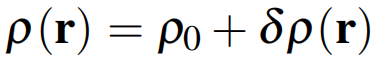 ρ(𝐫) = ρ₀ + δρ(𝐫)